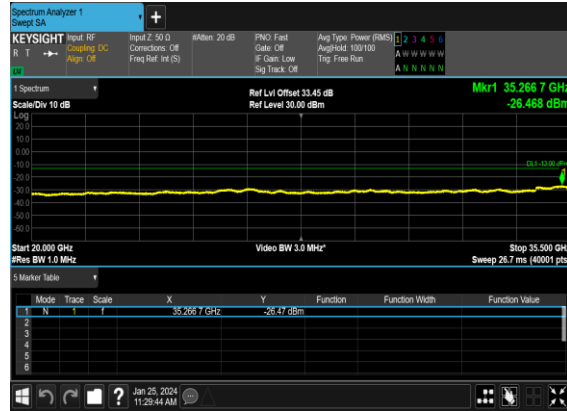 Spectrum Analyzer 1
Swept SA
+
KEYSIGHT
R T
LW
Input: RF
Coupling: DC
Align: Off
Input Z: 50 Ω
Corrections: Off
Freq Ref: Int (S)
#Atten: 20 dB
PNO: Fast
Gate: Off
IF Gain: Low
Sig Track: Off
Avg Type: Power (RMS)
Avg|Hold: 100/100
Trig: Free Run
1 2 3 4 5 6
A W W W W W
A N N N N N
1 Spectrum
Scale/Div 10 dB
Ref Lvl Offset 33.45 dB
Ref Level 30.00 dBm
Mkr1 35.266 7 GHz
-26.468 dBm
Log
20.0
10.0
0.00
-10.0
-20.0
-30.0
-40.0
-50.0
-60.0
DL1 -13.00 dBm
Start 20.000 GHz
#Res BW 1.0 MHz
Video BW 3.0 MHz*
Stop 35.500 GHz
Sweep 26.7 ms (40001 pts)
5 Marker Table
Mode Trace Scale X Y Function Function Width Function Value
1 N 1 f 35.266 7 GHz -26.47 dBm
2
3
4
5
6
?
Jan 25, 2024
11:29:44 AM